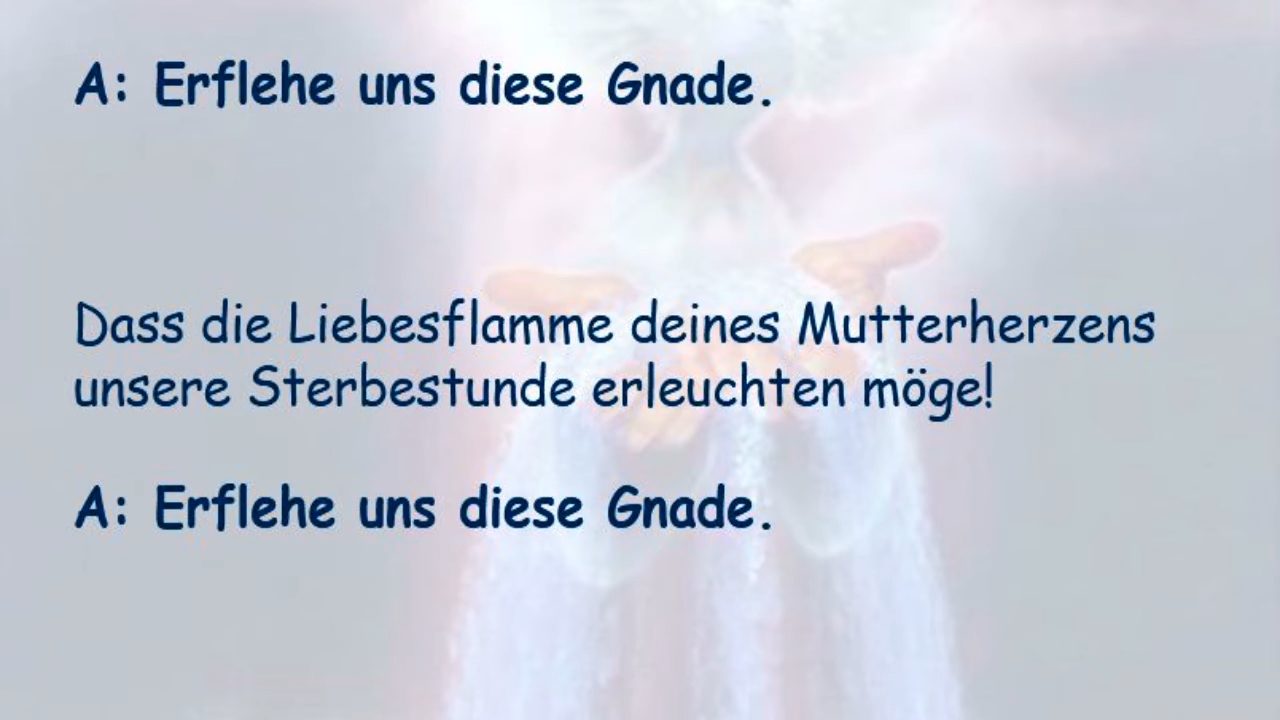 A: Erflehe uns diese Gnade.
Dass die Liebesflamme deines Mutterherzens
unsere Sterbestunde erleuchten möge!
A: Erflehe uns diese Gnade.